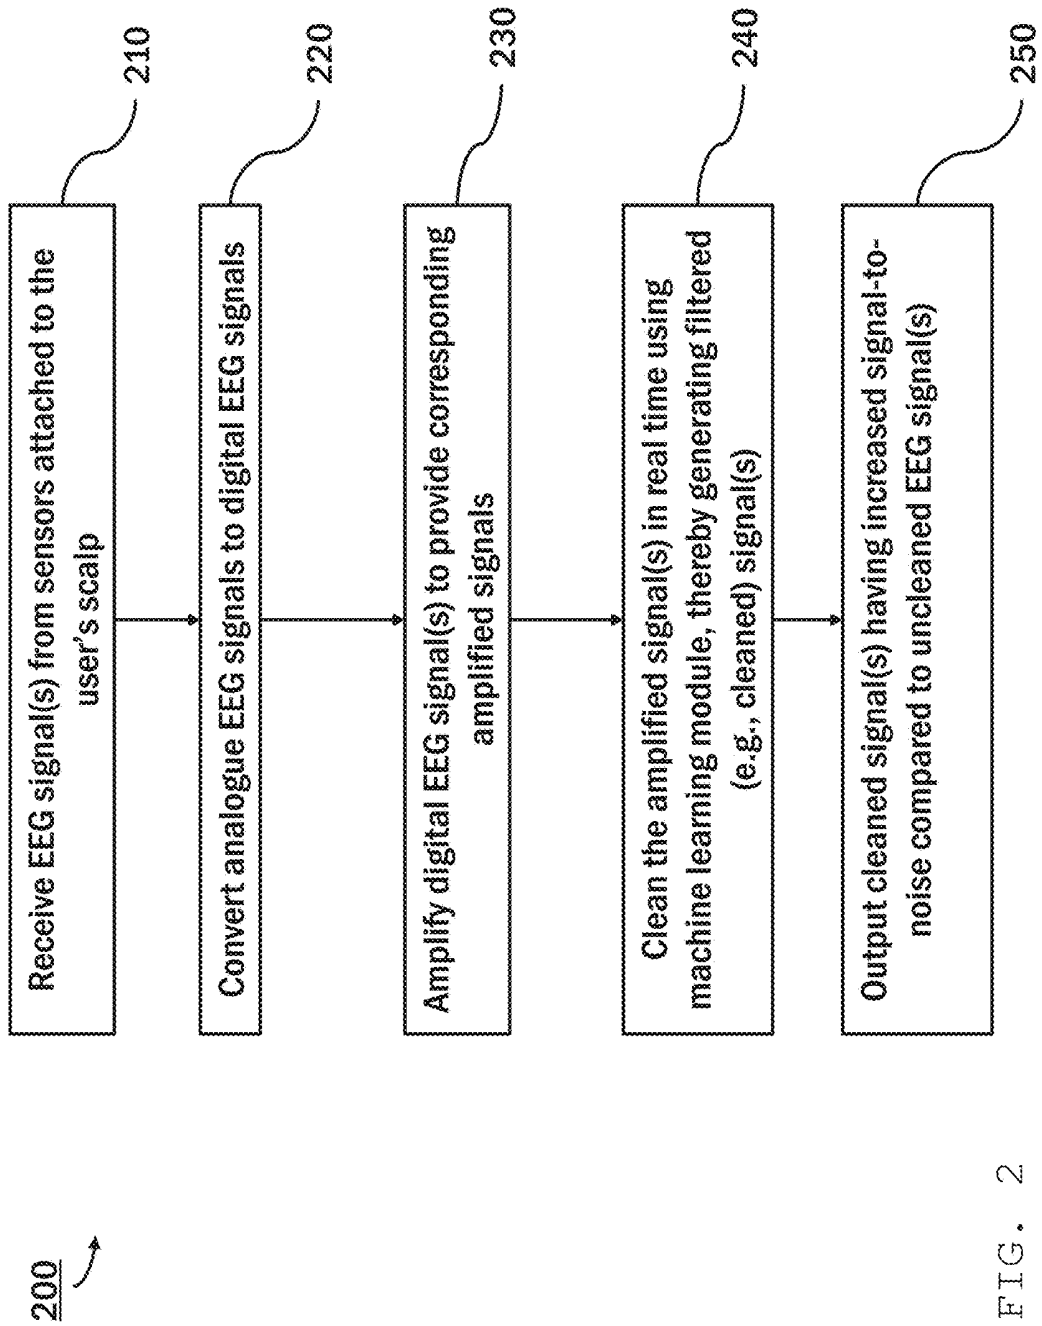 200
Receive EEG signal(s) from sensors attached to the
user's scalp
210
Convert analogue EEG signals to digital EEG signals
220
Amplify digital EEG signal(s) to provide corresponding
amplified signals
230
Clean the amplified signal(s) in real time using
machine learning module, thereby generating filtered
(e.g., cleaned) signal(s)
240
Output cleaned signal(s) having increased signal-to-
noise compared to uncleaned EEG signal(s)
250
FIG. 2